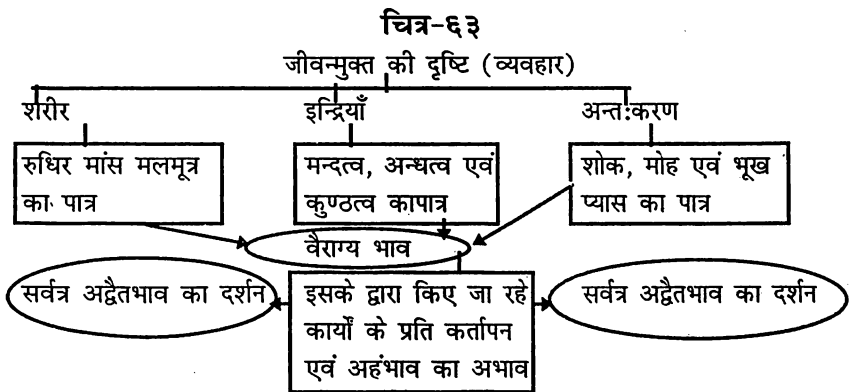 चित्र-६३
जीवन्मुक्त की दृष्टि (व्यवहार)
शरीर
इन्द्रियाँ
अन्तःकरण
रुधिर मांस मलमूत्र
का पात्र
मन्दत्व, अन्धत्व एवं
कुण्ठत्व कापात्र
शोक, मोह एवं भूख
प्यास का पात्र
वैराग्य भाव
सर्वत्र अद्वैतभाव का दर्शन
इसके द्वारा किए जा रहे
कार्यों के प्रति कर्तापन
एवं अहंभाव का अभाव
सर्वत्र अद्वैतभाव का दर्शन